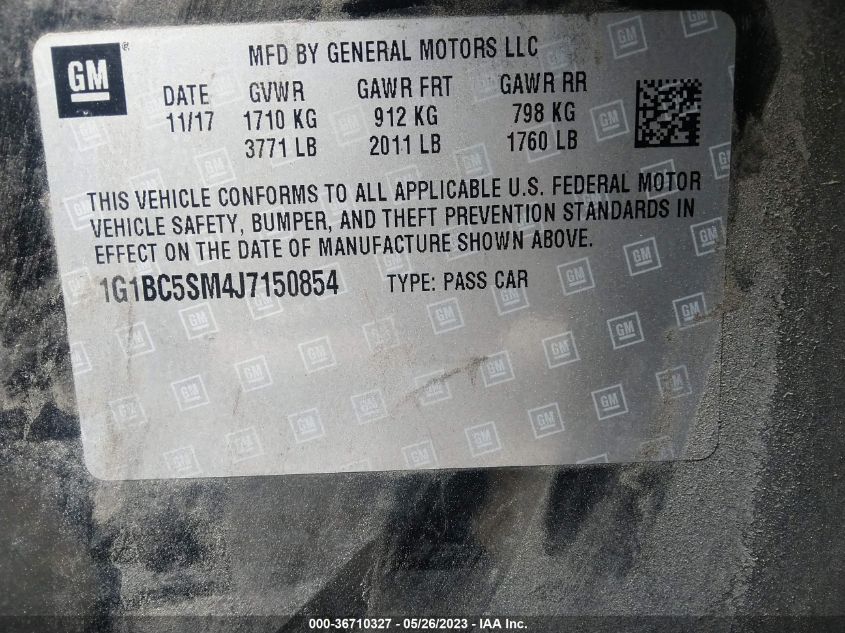 GM®
MFD BY GENERAL MOTORS LLC
DATE GVWR GAWR FRT GAWR RR
11/17 1710 KG 912 KG 798 KG
3771 LB 2011 LB 1760 LB
THIS VEHICLE CONFORMS TO ALL APPLICABLE U.S. FEDERAL MOTOR
VEHICLE SAFETY, BUMPER, AND THEFT PREVENTION STANDARDS IN
EFFECT ON THE DATE OF MANUFACTURE SHOWN ABOVE.
1G1BC5SM4J7150854 TYPE: PASS CAR
000-36710327 - 05/26/2023 - IAA Inc.